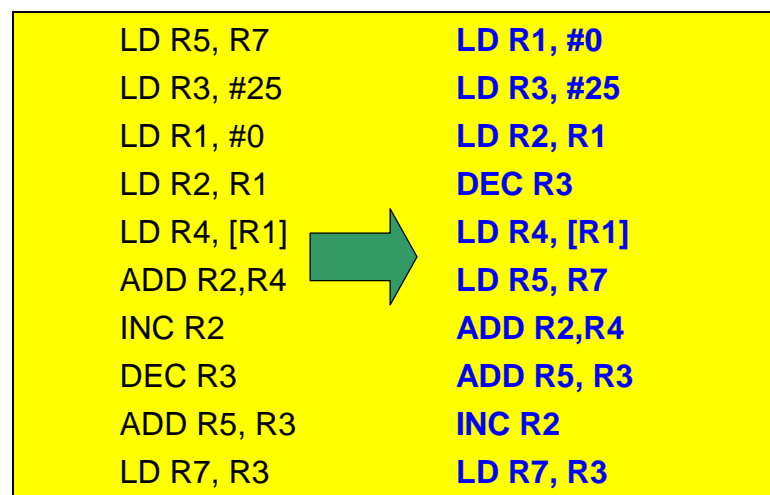 LD R5, R7 LD R1, #0
LD R3, #25 LD R3, #25
LD R1, #0 LD R2, R1
LD R2, R1 DEC R3
LD R4, [R1] LD R4, [R1]
ADD R2,R4 LD R5, R7
INC R2 ADD R2,R4
DEC R3 ADD R5, R3
ADD R5, R3 INC R2
LD R7, R3 LD R7, R3